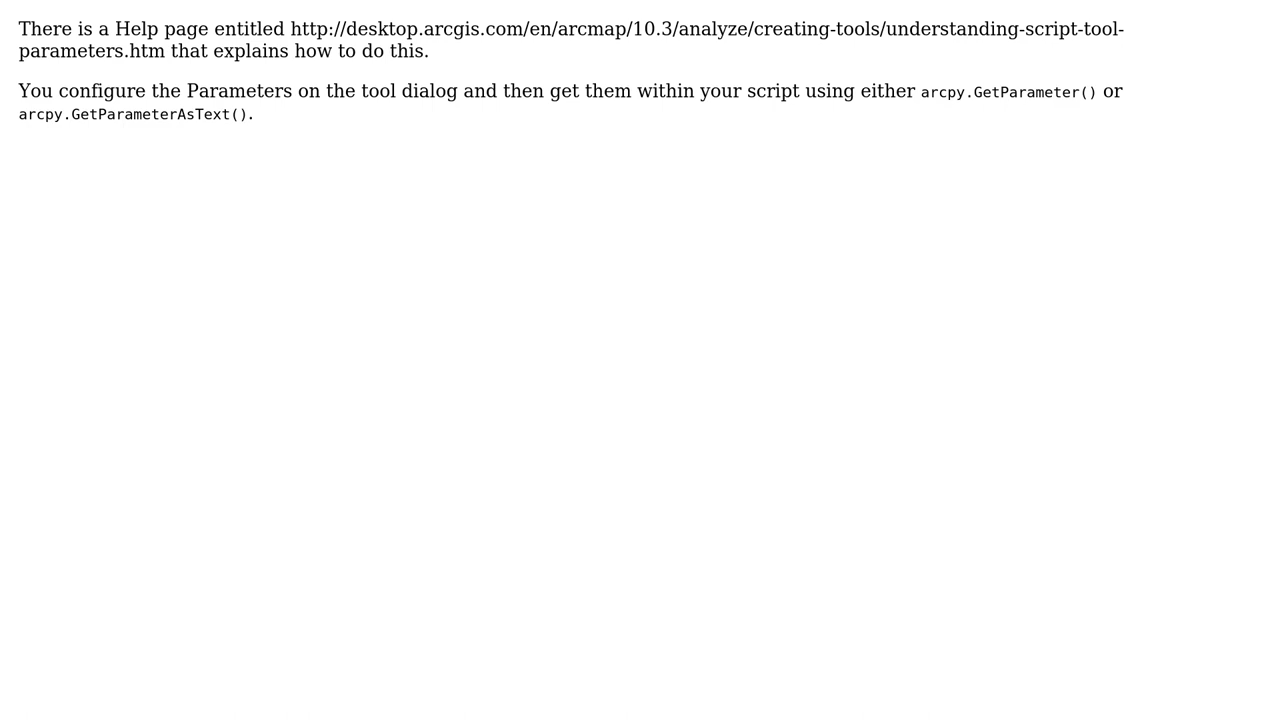 There is a Help page entitled http://desktop.arcgis.com/en/arcmap/10.3/analyze/creating-tools/understanding-script-tool-
parameters.htm that explains how to do this.
You configure the Parameters on the tool dialog and then get them within your script using either arcpy.GetParameter() or
arcpy.GetParameterAsText().